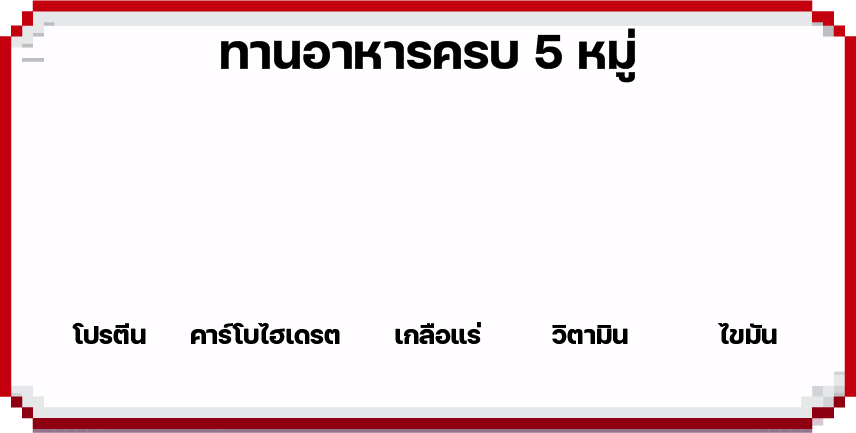 ทานอาหารครบ 5 หมู่
โปรตีน คาร์โบไฮเดรต เกลือแร่ วิตามิน ไขมัน